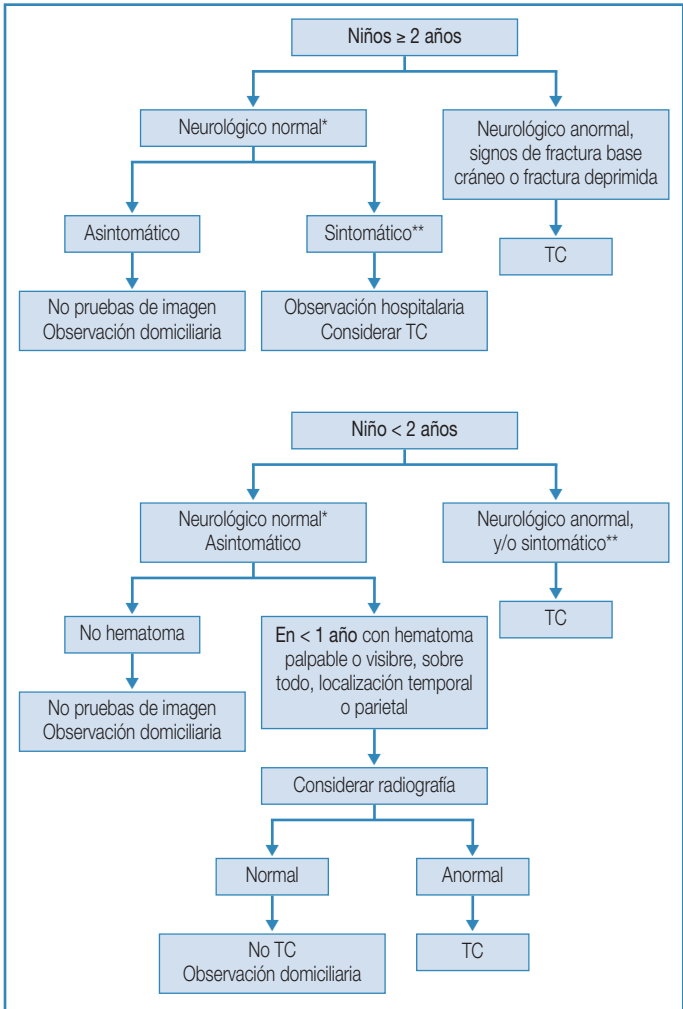 Niños ≥ 2 años
Neurológico normal*
Neurológico anormal,
signos de fractura base
cráneo o fractura deprimida
Asintomático
Sintomático**
TC
No pruebas de imagen
Observación domiciliaria
Observación hospitalaria
Considerar TC
Niño < 2 años
Neurológico normal*
Asintomático
Neurológico anormal,
y/o sintomático**
No hematoma
En < 1 año con hematoma
palpable o visibre, sobre
todo, localización temporal
o parietal
TC
No pruebas de imagen
Observación domiciliaria
Considerar radiografía
Normal
Anormal
No TC
Observación domiciliaria
TC